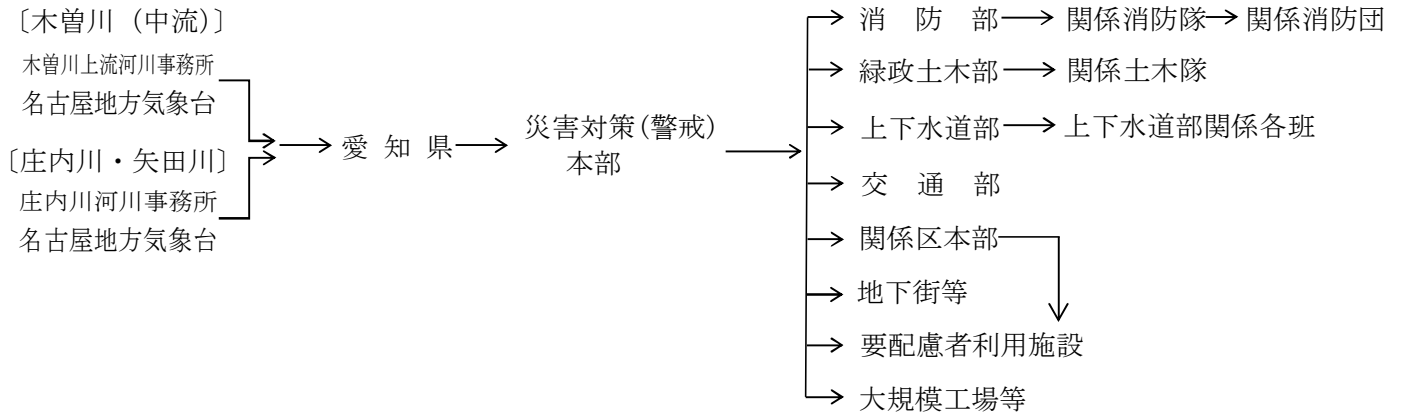 〔木曽川（中流）〕
木曽川上流河川事務所
名古屋地方気象台
〔庄内川・矢田川〕
庄内川河川事務所
名古屋地方気象台
愛知県
災害対策(警戒)
本部
消防部
関係消防隊
関係消防団
緑政土木部
関係土木隊
上下水道部
上下水道部関係各班
交通部
関係区本部
地下街等
要配慮者利用施設
大規模工場等